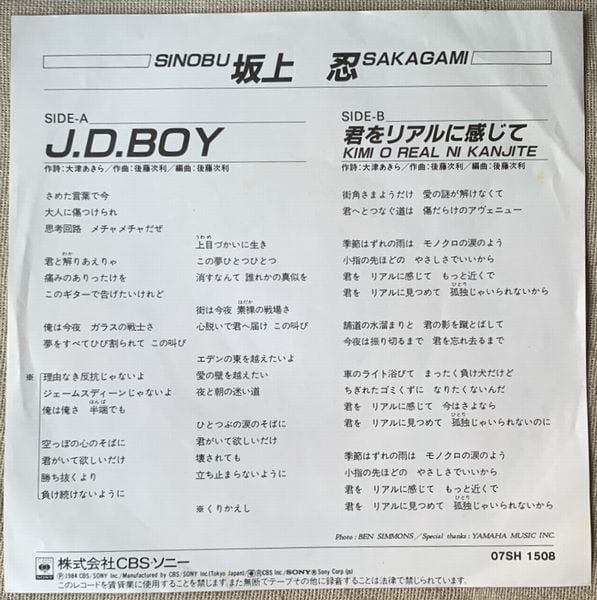 SINOBU 坂上 忍 SAKAGAMI
SIDE-A
J.D.BOY
作詩:大津あきら/作曲:後藤次利/編曲:後藤次利
さめた言葉で今
大人に傷つけられ
思考回路 メチャメチャだぜ
君と解りあえりゃ
痛みのありったけを
このギターで告げたいけれど
俺は今夜 ガラスの戦士さ
夢をすべてひび割られて この叫び
※ 理由なき反抗じゃないよ
ジェームスディーンじゃないよ
俺は俺さ 半端でも
空っぽの心のそばに
君がいて欲しいだけ
勝ち抜くより
負け続けないように
上目づかいに生き
この夢ひとつひとつ
消すなんて 誰れかの真似を
街は今夜 素裸の戦場さ
心脱いで君へ届け この叫び
エデンの東を越えたいよ
愛の壁を越えたい
夜と朝の迷い道
ひとつぶの涙のそばに
君がいて欲しいだけ
壊されても
立ち止まらないように
※くりかえし
SIDE-B
君をリアルに感じて
KIMI O REAL NI KANJITE
作詩:大津あきら/作曲:後藤次利/編曲:後藤次利
街角さまようだけ 愛の謎が解けなくて
君へとつなぐ道は 傷だらけのアヴェニュー
季節はずれの雨は モノクロの涙のよう
小指の先ほどの やさしさでいいから
君を リアルに感じて もっと近くで
君を リアルに見つめて 孤独じゃいられないから
舗道の水溜まりと 君の影を蹴とばして
今夜は振り切るまで 君を忘れ去るまで
車のライト浴びて まったく負け犬だけど
ちぎれたゴミくずに なりたくないんだ
君を リアルに感じて 今はさよなら
君を リアルに見つめて 孤独じゃいられないのに
季節はずれの雨は モノクロの涙のよう
小指の先ほどの やさしさでいいから
君を リアルに感じて もっと近くで
君を リアルに見つめて 孤独じゃいられないから
Photo: BEN SIMMONS/Special thanks: YAMAHA MUSIC INC.
SONY 株式会社CBS・ソニー
07SH 1508
Ⓟ1984 CBS/SONY Inc./Manufactured by CBS/SONY Inc.(Tokyo Japan)/ⓇCBS Inc./SONYⓇSony Corp.(jp)
このレコードを賃貸業に使用する事を禁じます。また無断でテープその他に録音することは法律で禁じられています。